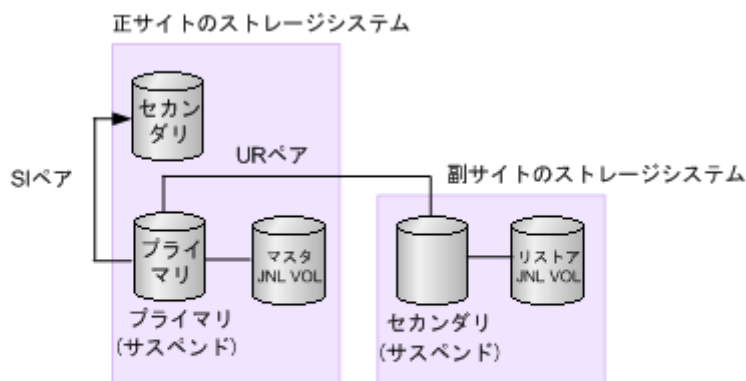 正サイトのストレージシステム
セカン
ダリ
URペア
SIペア
副サイトのストレージシステム
プライ
マリ
マスタ
JNL VOL
リストア
JNL VOL
プライマリ
(サスペンド)
セカンダリ
(サスペンド)